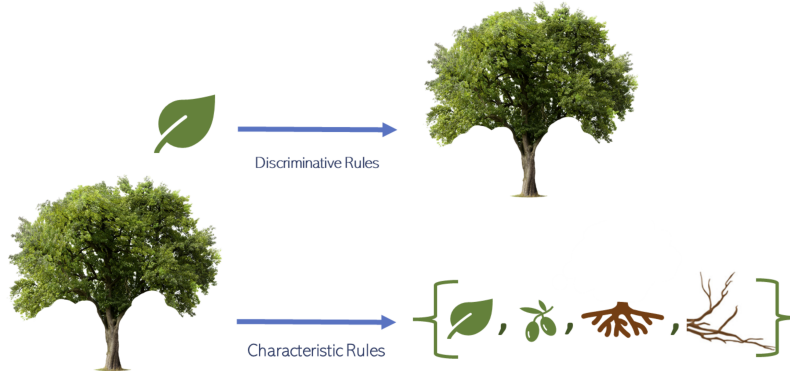 Discriminative Rules
Characteristic Rules
{ , , , }